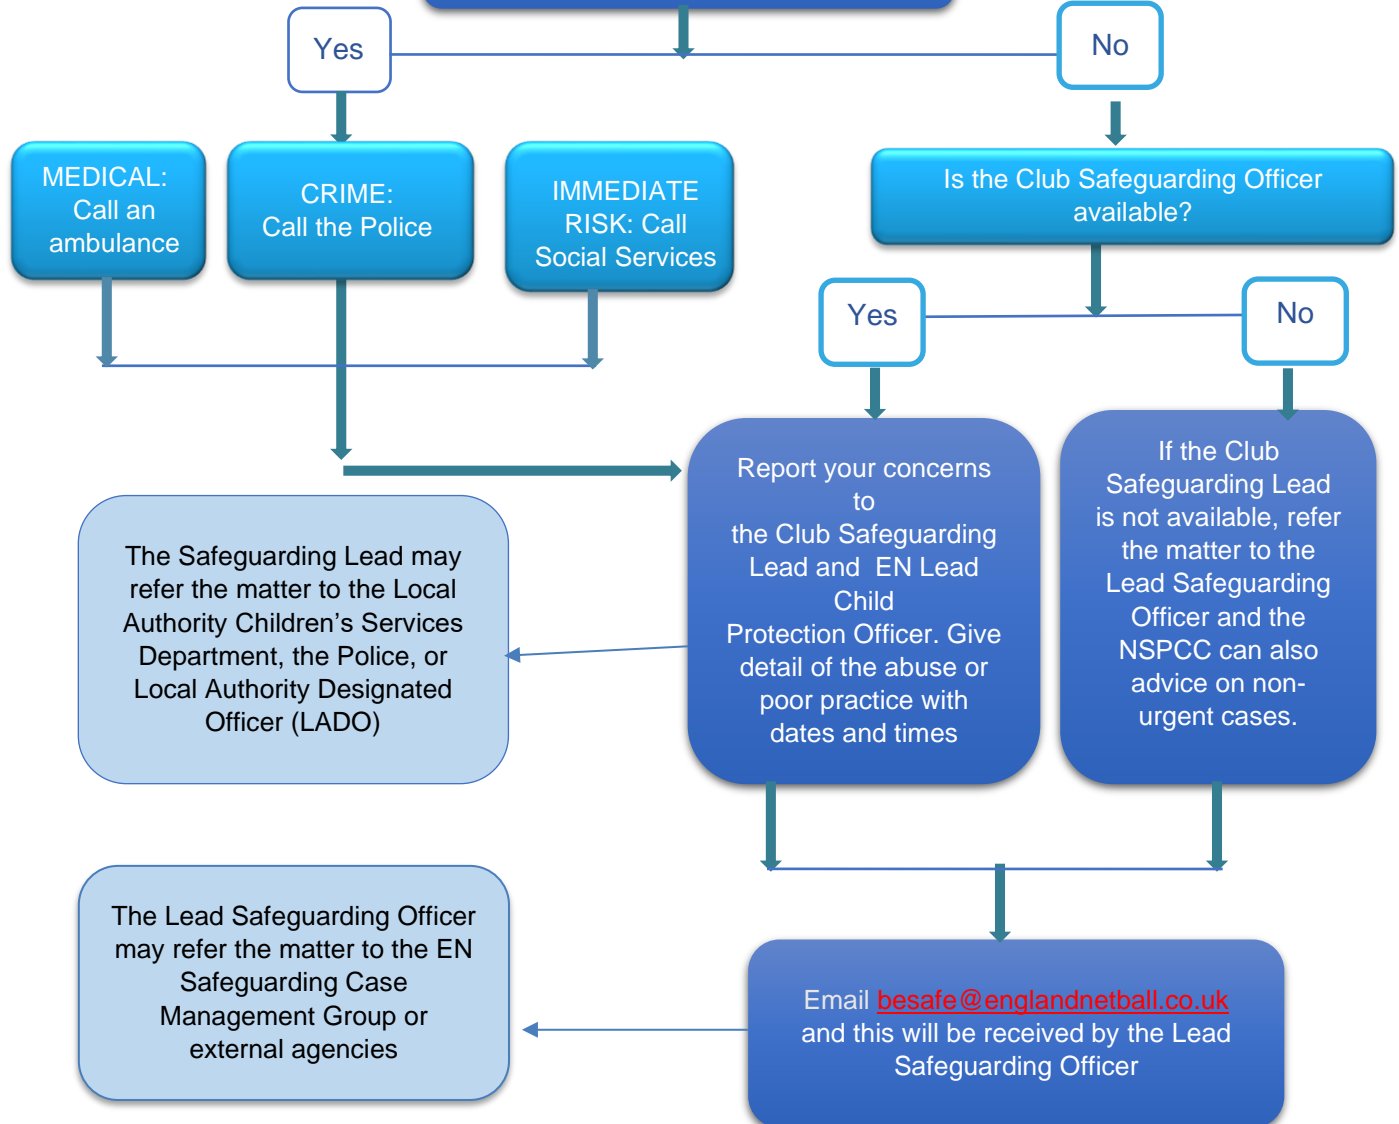 Yes
No
MEDICAL:
Call an
ambulance
CRIME:
Call the Police
IMMEDIATE
RISK: Call
Social Services
Is the Club Safeguarding Officer
available?
Yes
No
Report your concerns
to
the Club Safeguarding
Lead and EN Lead
Child
Protection Officer. Give
detail of the abuse or
poor practice with
dates and times
If the Club
Safeguarding Lead
is not available, refer
the matter to the
Lead Safeguarding
Officer and the
NSPCC can also
advice on non-
urgent cases.
The Safeguarding Lead may
refer the matter to the Local
Authority Children’s Services
Department, the Police, or
Local Authority Designated
Officer (LADO)
The Lead Safeguarding Officer
may refer the matter to the EN
Safeguarding Case
Management Group or
external agencies
Email besafe@englandnetball.co.uk
and this will be received by the Lead
Safeguarding Officer